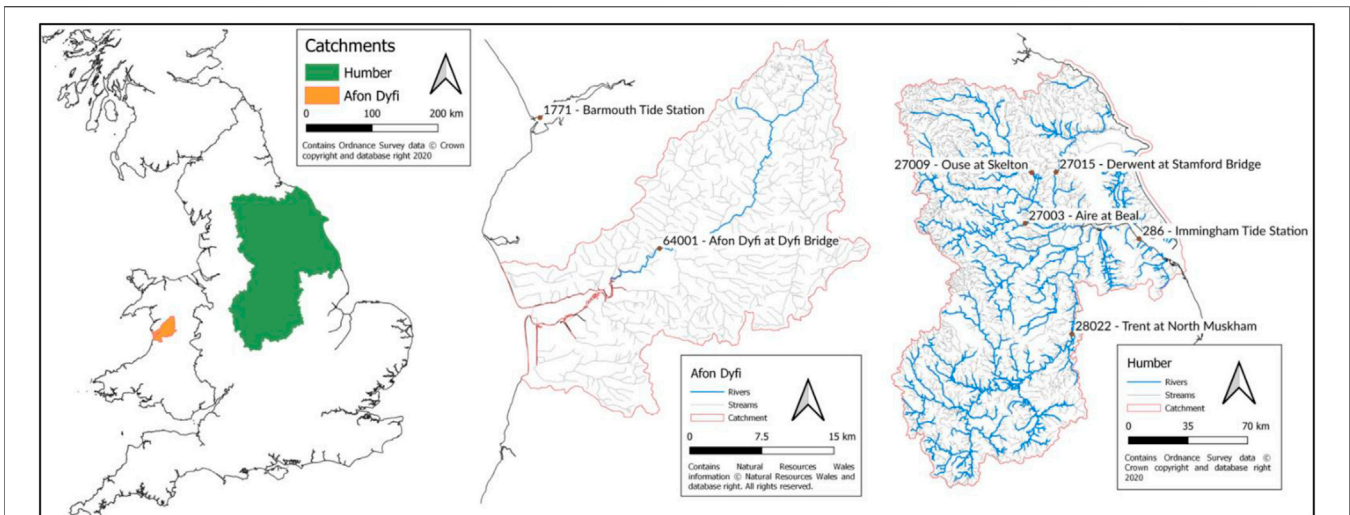 Catchments
Humber
Afon Dyfi
0 100 200 km
Contains Ordnance Survey data © Crown
copyright and database right 2020
1771 - Barmouth Tide Station
64001 - Afon Dyfi at Dyfi Bridge
Afon Dyfi
Rivers
Streams
Catchment
0 7.5 15 km
Contains Natural Resources Wales
information © Natural Resources Wales and
database right. All rights reserved.
27009 - Ouse at Skelton
27015 - Derwent at Stamford Bridge
27003 - Aire at Beal
286 - Immingham Tide Station
28022 - Trent at North Muskham
Humber
Rivers
Streams
Catchment
0 35 70 km
Contains Ordnance Survey data ©
Crown copyright and database right
2020